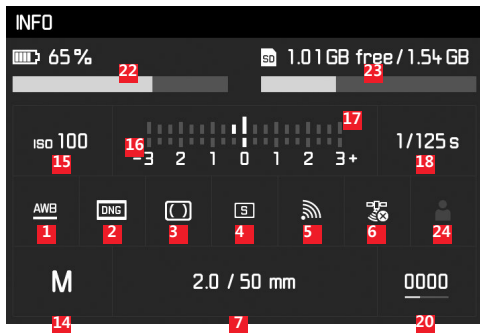 INFO
65% SD 1.01GB free/1.54 GB
22 23
ISO 100 16 17 1/125 s
-3 2 1 0 1 2 3+
15 18
AWB DNG ( ) S
1 2 3 4 5 6 24
M 2.0 / 50 mm 0000
14 7 20